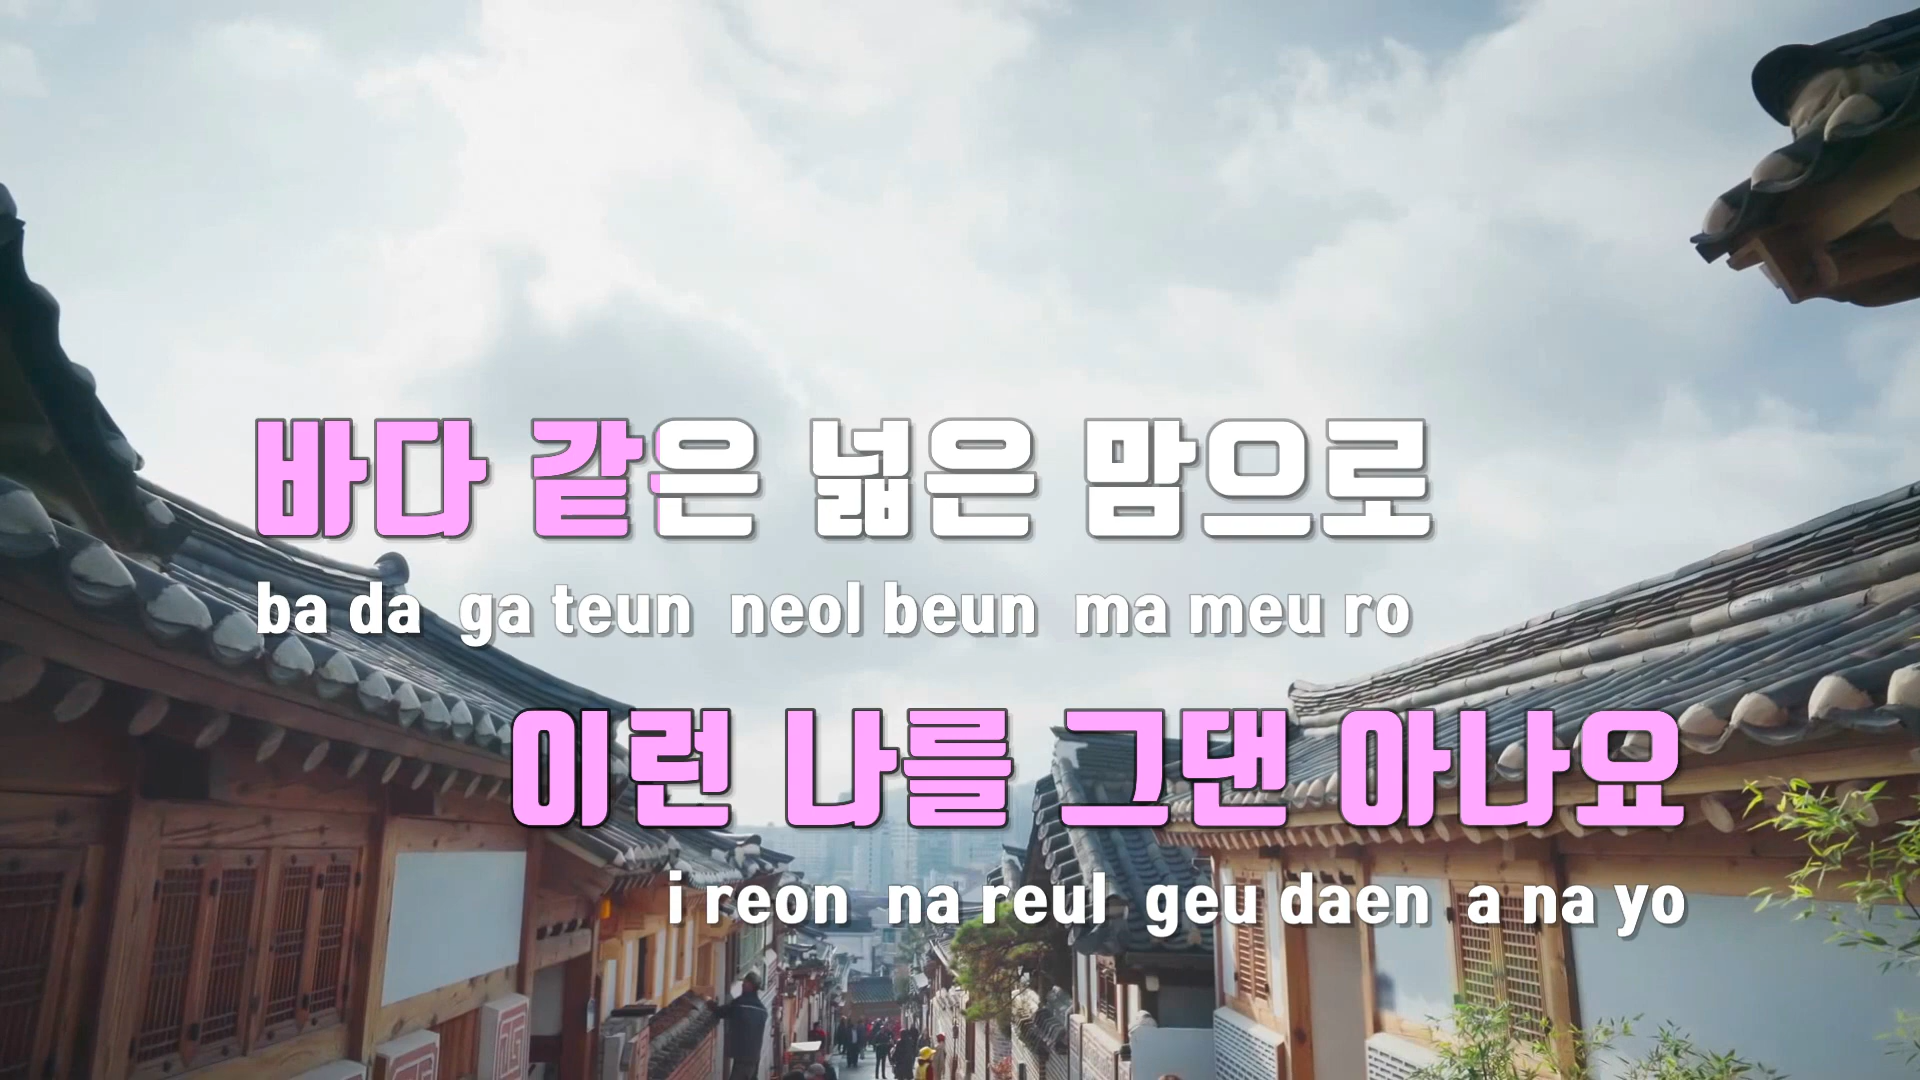 바다 같은 넓은 맘으로
ba da ga teun neol beun ma meu ro
이런 나를 그댄 아나요
i reon na reul geu daen a na yo